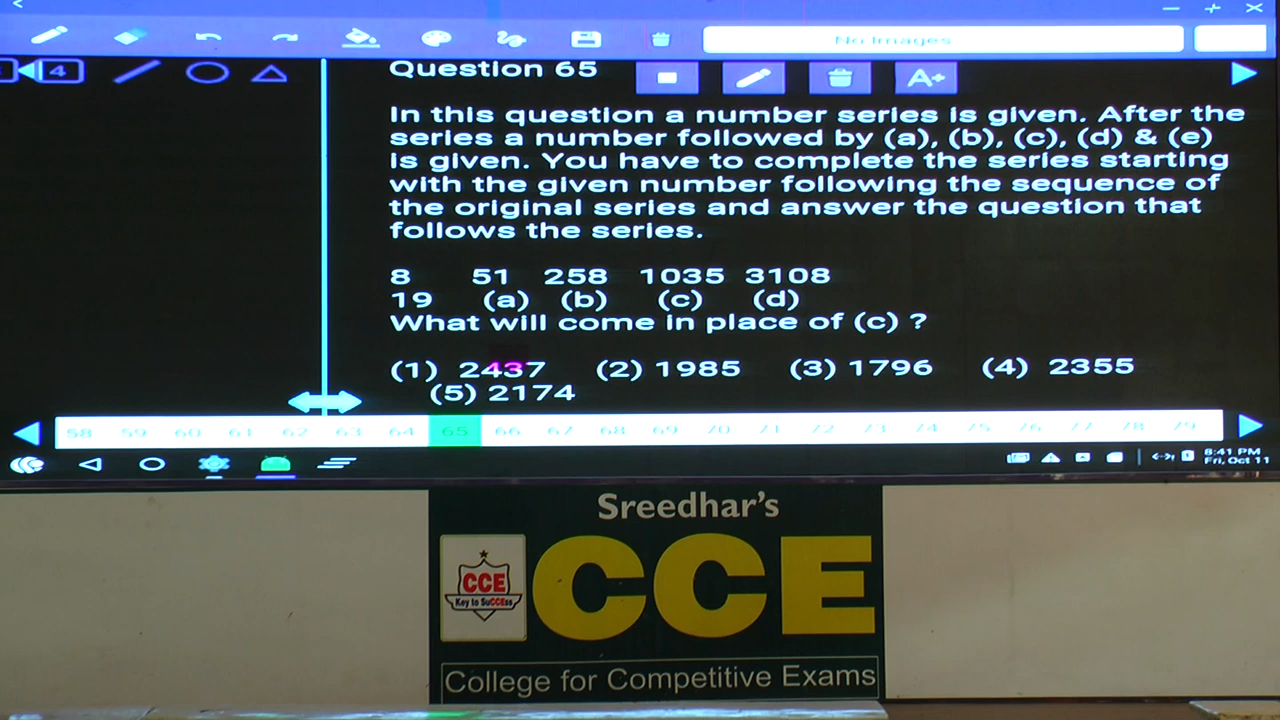 No Images
4
Question 65
A+
In this question a number series is given. After the
series a number followed by (a), (b), (c), (d) & (e)
is given. You have to complete the series starting
with the given number following the sequence of
the original series and answer the question that
follows the series.
8 51 258 1035 3108
19 (a) (b) (c) (d)
What will come in place of (c) ?
(1) 2437 (2) 1985 (3) 1796 (4) 2355
(5) 2174
58 59 60 61 62 63 64 65 66 67 68 69 70 71 72 73 74 75 76 77 78 79
8:41 PM
Fri, Oct 11
Sreedhar's
CCE
Key to SuCCEss
CCE
College for Competitive Exams